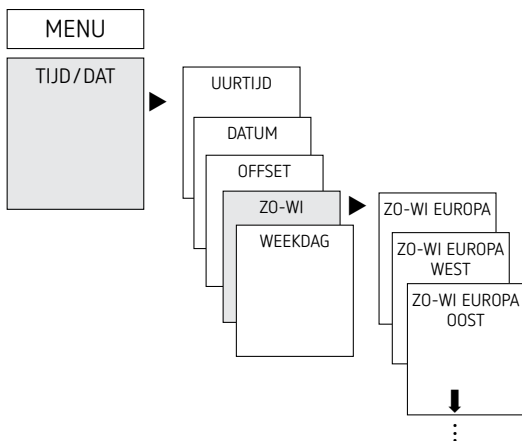 MENU
TIJD/DAT
UURTIJD
DATUM
OFFSET
ZO-WI
WEEKDAG
ZO-WI EUROPA
ZO-WI EUROPA
WEST
ZO-WI EUROPA
OOST